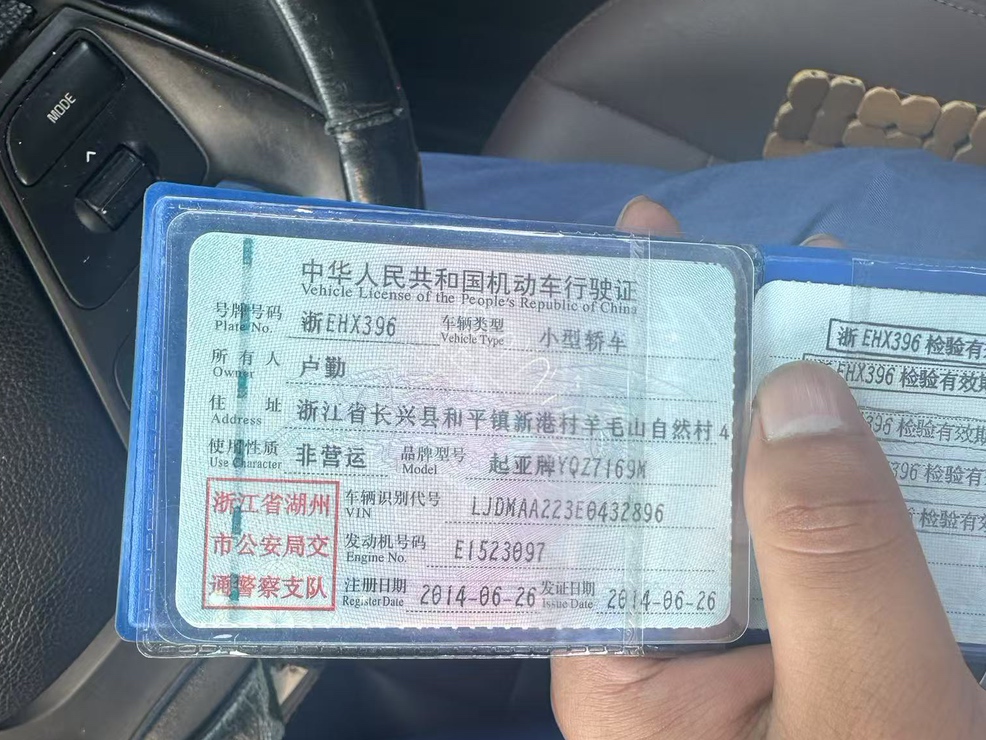 MODE
中华人民共和国机动车行驶证
Vehicle License of the People's Republic of China
号牌号码 浙EHX396 车辆类型 小型轿车
Plate No. Vehicle Type
所有人 卢勤
Owner
住址 浙江省长兴县和平镇新港村羊毛山自然村4
Address
使用性质 非营运 品牌型号 起亚牌YQZ7169M
Use Character Model
浙江省湖州
市公安局交
通警察支队
车辆识别代号 LJDMAA223E0432896
VIN
发动机号码 E1523097
Engine No.
注册日期 2014-06-26 发证日期 2014-06-26
Register Date Issue Date
浙EHX396检验有
EHX396检验有效期
396检验有效期
396检验有效
检验有效